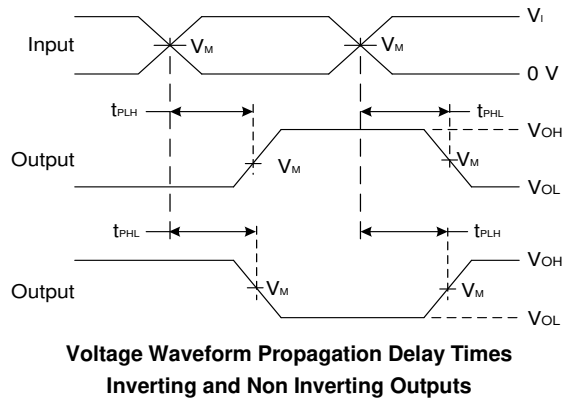 VI
Input VM VM
0 V
tPLH tPHL
VOH
Output VM VM
VOL
tPHL tPLH
VOH
Output VM VM
VOL
Voltage Waveform Propagation Delay Times
Inverting and Non Inverting Outputs